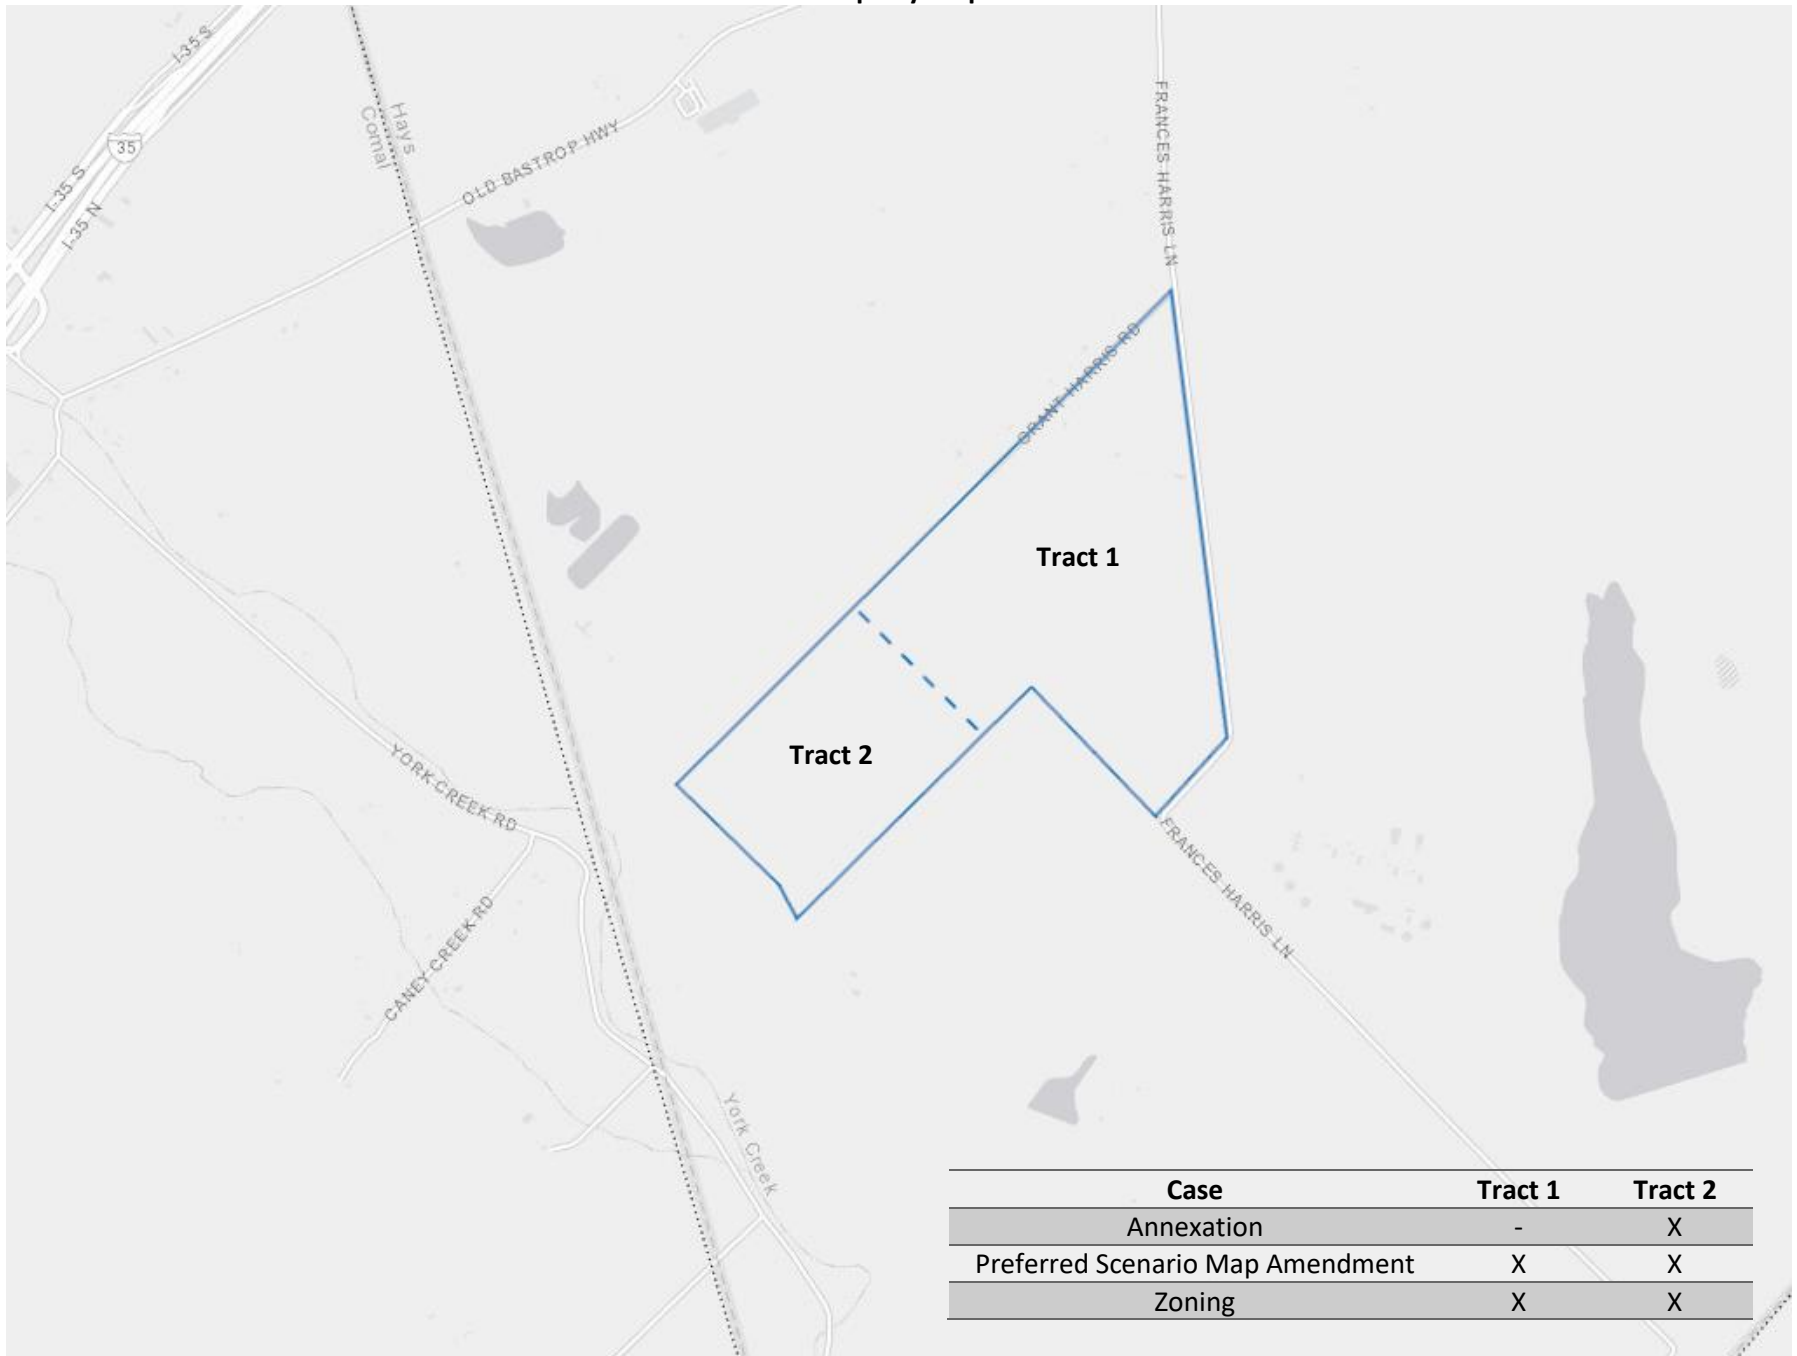 I-35 S
35
I-35 S
I-35 N
Hays
Comal
OLD BASTROP HWY
FRANCES HARRIS LN
GRANT HARRIS RD
Tract 1
Tract 2
YORK CREEK RD
CANEY CREEK RD
FRANCES HARRIS LN
York Creek
Case Tract 1 Tract 2
Annexation - X
Preferred Scenario Map Amendment X X
Zoning X X